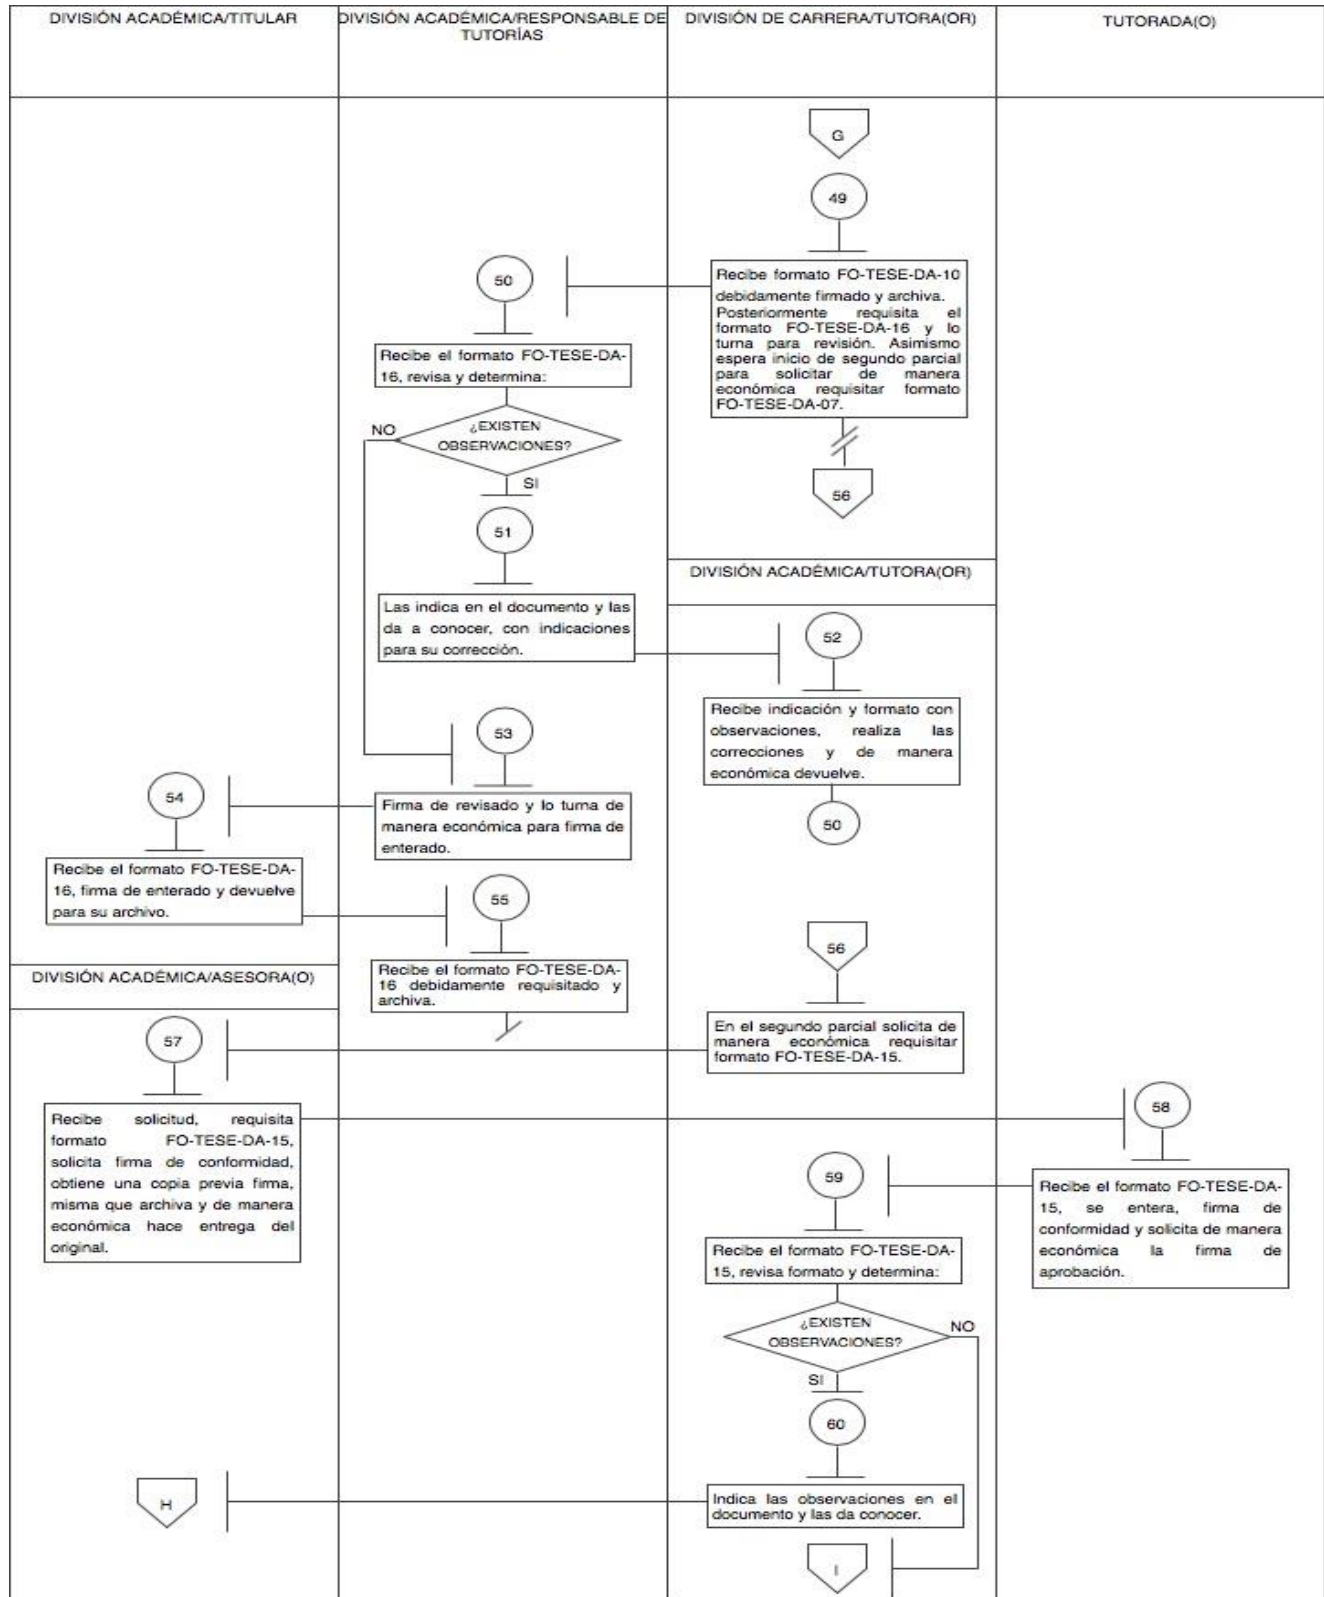 DIVISIÓN ACADÉMICA/TITULAR
DIVISIÓN ACADÉMICA/RESPONSABLE DE
TUTORÍAS
DIVISIÓN DE CARRERA/TUTORA(OR)
TUTORADA(O)
G
49
Recibe formato FO-TESE-DA-10
debidamente firmado y archiva.
Posteriormente requisita el
formato FO-TESE-DA-16 y lo
turna para revisión. Asimismo
espera inicio de segundo parcial
para solicitar de manera
económica requisitar formato
FO-TESE-DA-07.
56
50
Recibe el formato FO-TESE-DA-
16, revisa y determina:
¿EXISTEN
OBSERVACIONES?
NO
SI
51
Las indica en el documento y las
da a conocer, con indicaciones
para su corrección.
DIVISIÓN ACADÉMICA/TUTORA(OR)
52
Recibe indicación y formato con
observaciones, realiza las
correcciones y de manera
económica devuelve.
50
53
Firma de revisado y lo turna de
manera económica para firma de
enterado.
54
Recibe el formato FO-TESE-DA-
16, firma de enterado y devuelve
para su archivo.
55
Recibe el formato FO-TESE-DA-
16 debidamente requisitado y
archiva.
56
En el segundo parcial solicita de
manera económica requisitar
formato FO-TESE-DA-15.
DIVISIÓN ACADÉMICA/ASESORA(O)
57
Recibe solicitud, requisita
formato FO-TESE-DA-15,
solicita firma de conformidad,
obtiene una copia previa firma,
misma que archiva y de manera
económica hace entrega del
original.
58
Recibe el formato FO-TESE-DA-
15, se entera, firma de
conformidad y solicita de manera
económica la firma de
aprobación.
59
Recibe el formato FO-TESE-DA-
15, revisa formato y determina:
¿EXISTEN
OBSERVACIONES?
NO
SI
60
Indica las observaciones en el
documento y las da conocer.
H
I